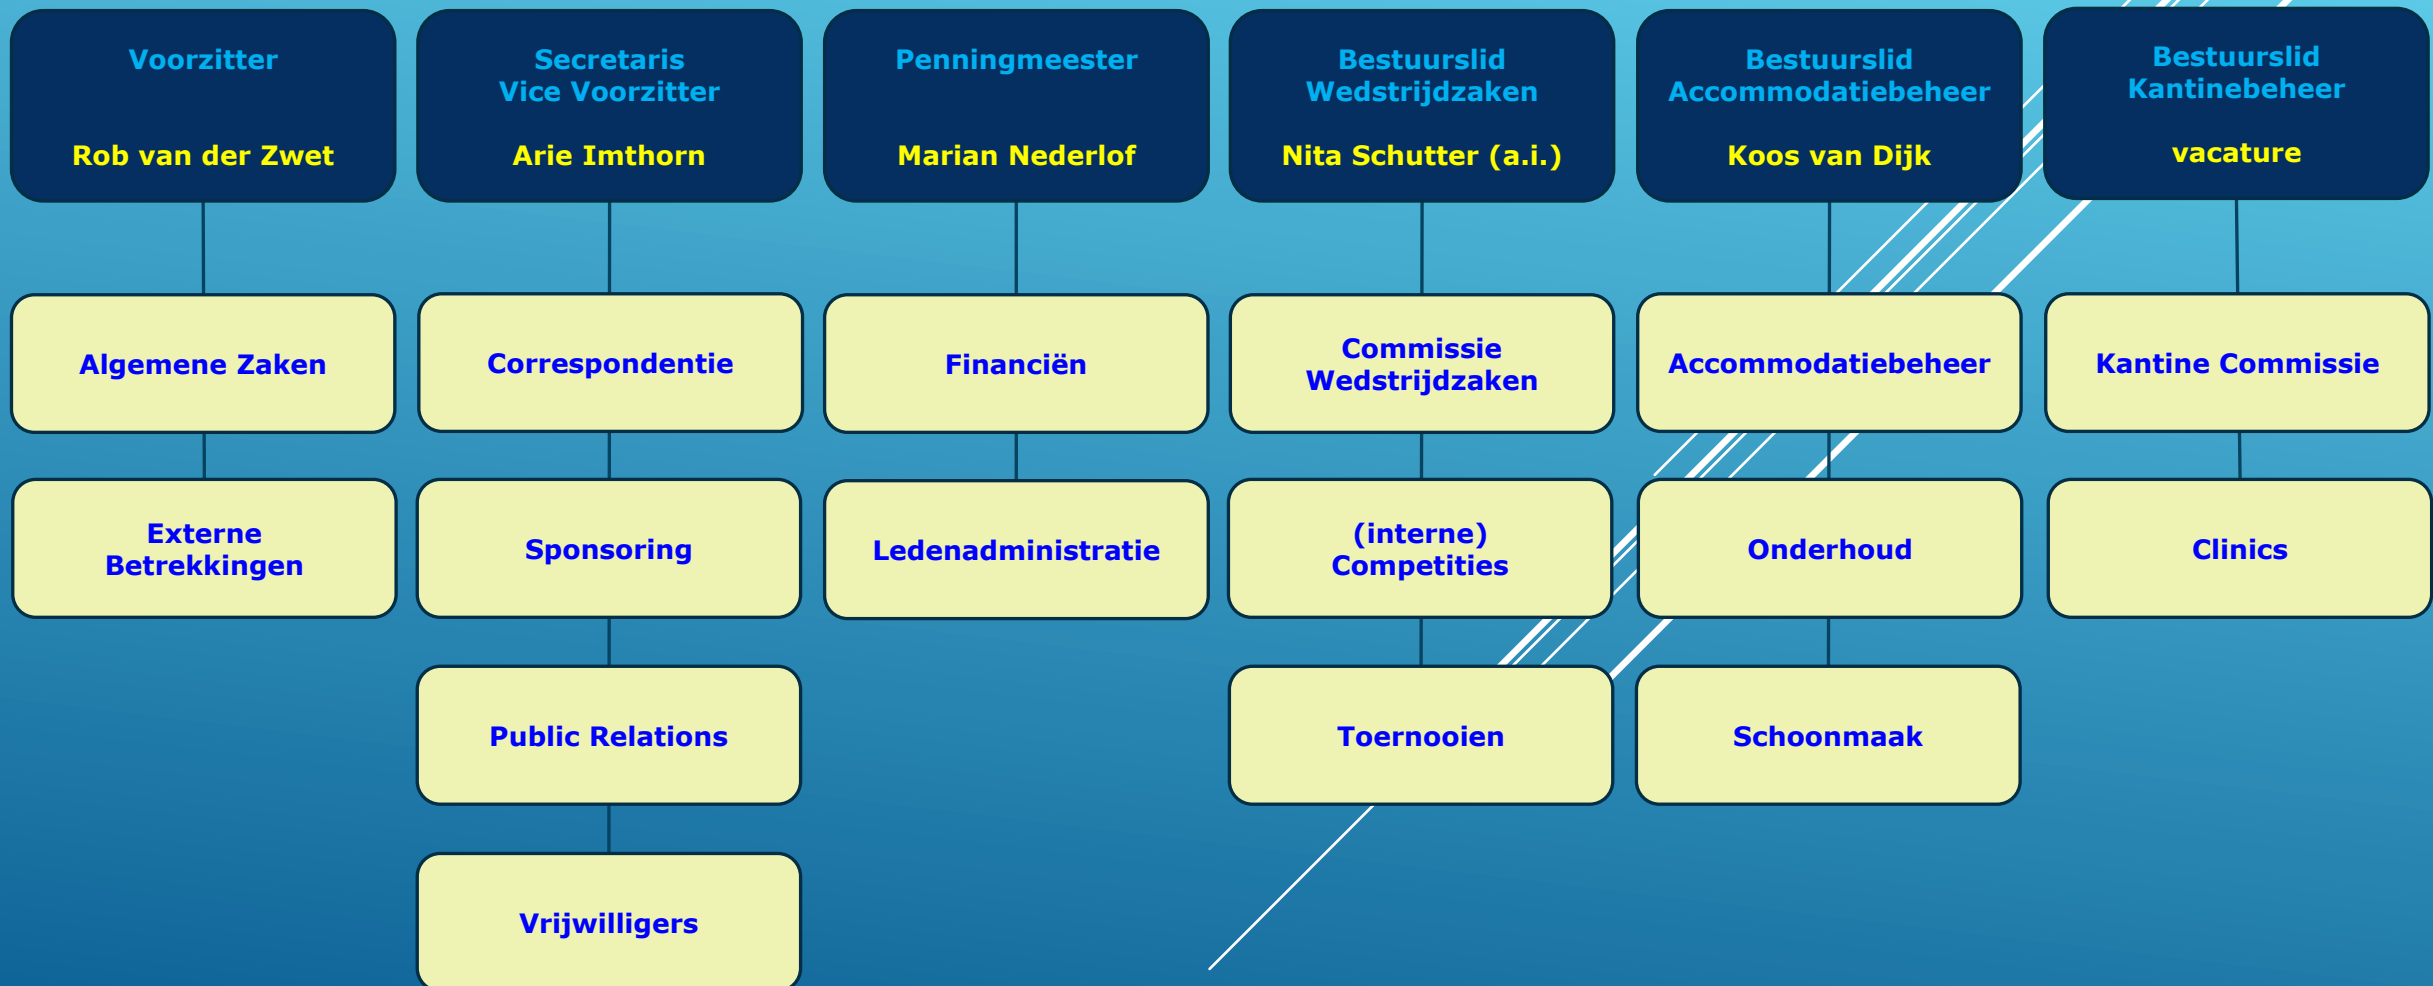 Voorzitter
Rob van der Zwet
Secretaris
Vice Voorzitter
Arie Imthorn
Penningmeester
Marian Nederlof
Bestuurslid
Wedstrijdzaken
Nita Schutter (a.i.)
Bestuurslid
Accommodatiebeheer
Koos van Dijk
Bestuurslid
Kantinebeheer
vacature
Algemene Zaken
Correspondentie
Financiën
Commissie
Wedstrijdzaken
Accommodatiebeheer
Kantine Commissie
Externe
Betrekkingen
Sponsoring
Ledenadministratie
(interne)
Competities
Onderhoud
Clinics
Public Relations
Toernooien
Schoonmaak
Vrijwilligers